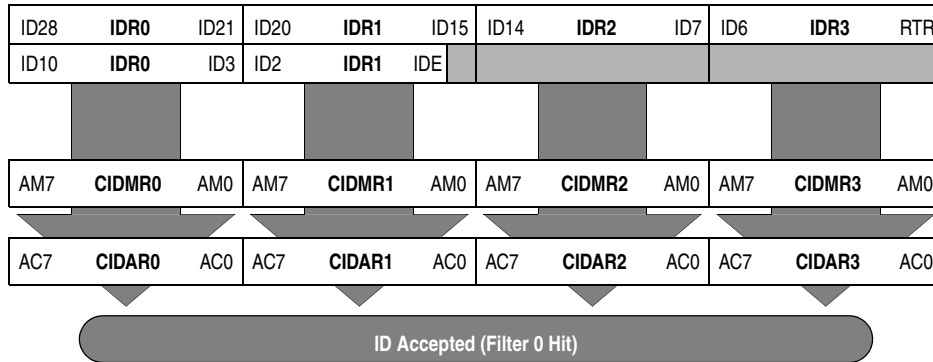 ID28 IDR0 ID21 ID20 IDR1 ID15 ID14 IDR2 ID7 ID6 IDR3 RTR
ID10 IDR0 ID3 ID2 IDR1 IDE
AM7 CIDMR0 AM0 AM7 CIDMR1 AM0 AM7 CIDMR2 AM0 AM7 CIDMR3 AM0
AC7 CIDAR0 AC0 AC7 CIDAR1 AC0 AC7 CIDAR2 AC0 AC7 CIDAR3 AC0
ID Accepted (Filter 0 Hit)